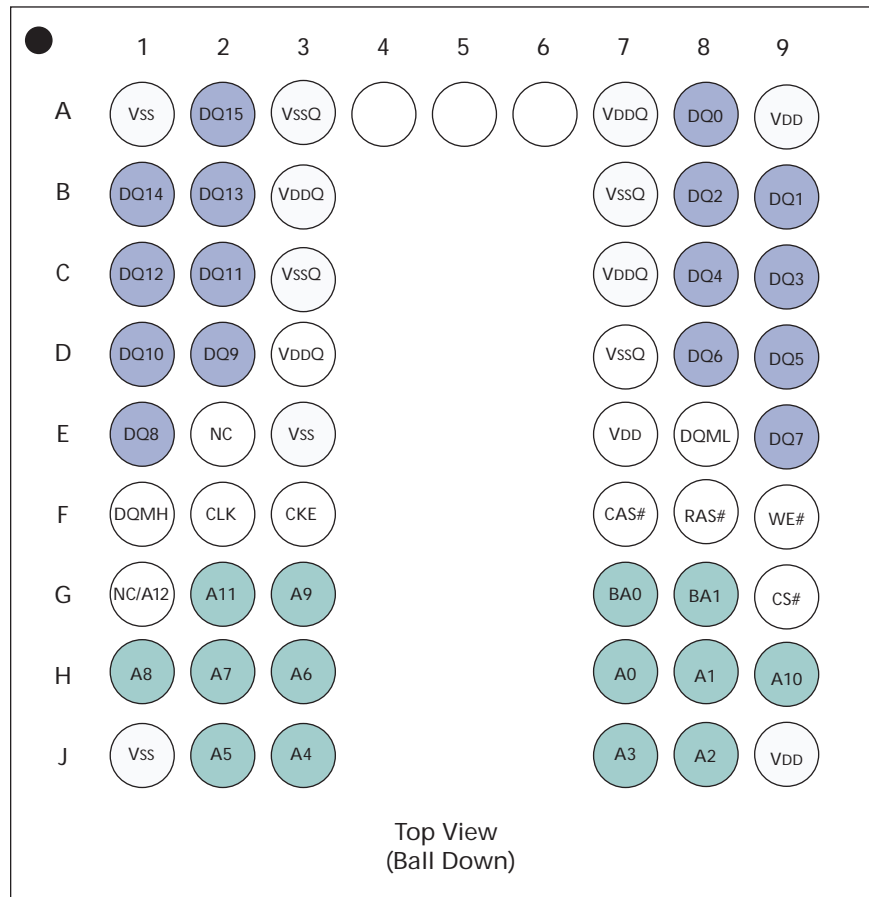 1 2 3 4 5 6 7 8 9
A VSS DQ15 VSSQ VDDQ DQ0 VDD
B DQ14 DQ13 VDDQ VSSQ DQ2 DQ1
C DQ12 DQ11 VSSQ VDDQ DQ4 DQ3
D DQ10 DQ9 VDDQ VSSQ DQ6 DQ5
E DQ8 NC VSS VDD DQML DQ7
F DQMH CLK CKE CAS# RAS# WE#
G NC/A12 A11 A9 BA0 BA1 CS#
H A8 A7 A6 A0 A1 A10
J VSS A5 A4 A3 A2 VDD
Top View
(Ball Down)